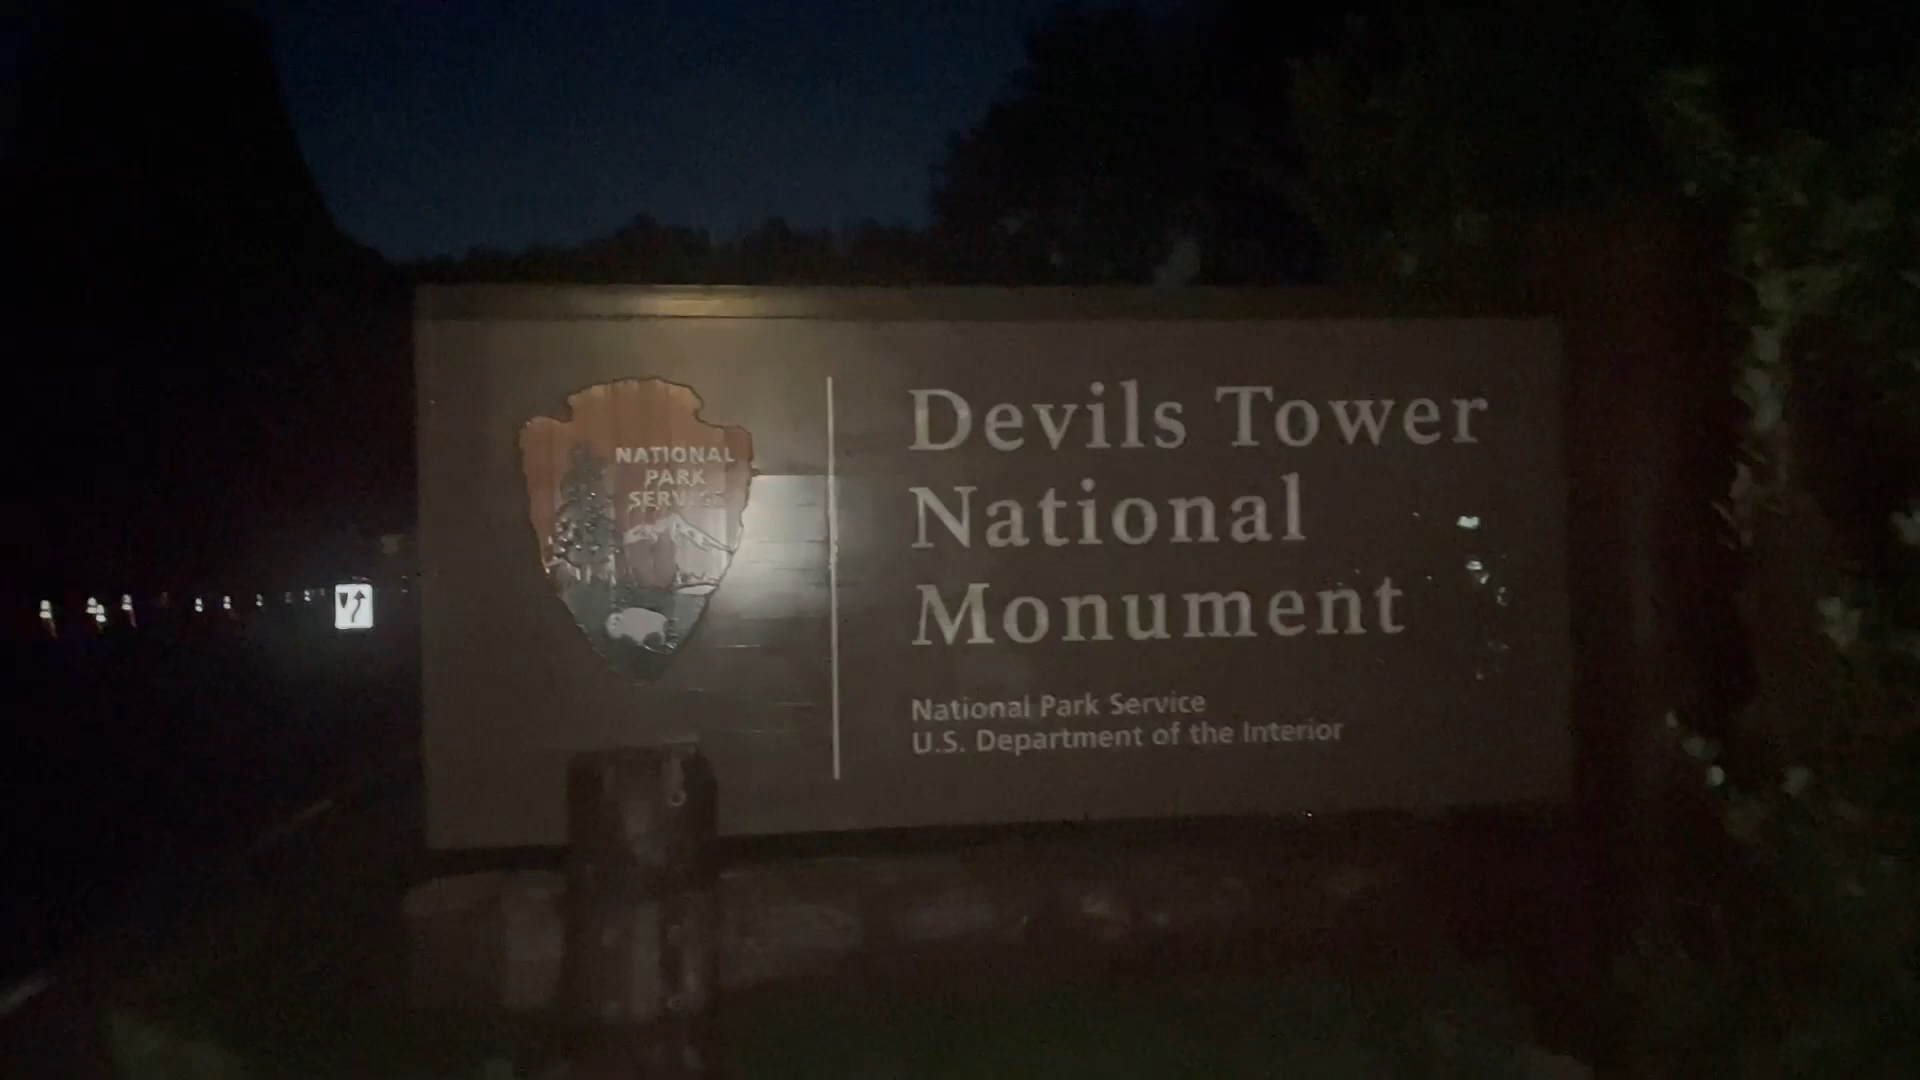 NATIONAL
PARK
SERVICE
Devils Tower
National
Monument
National Park Service
U.S. Department of the Interior